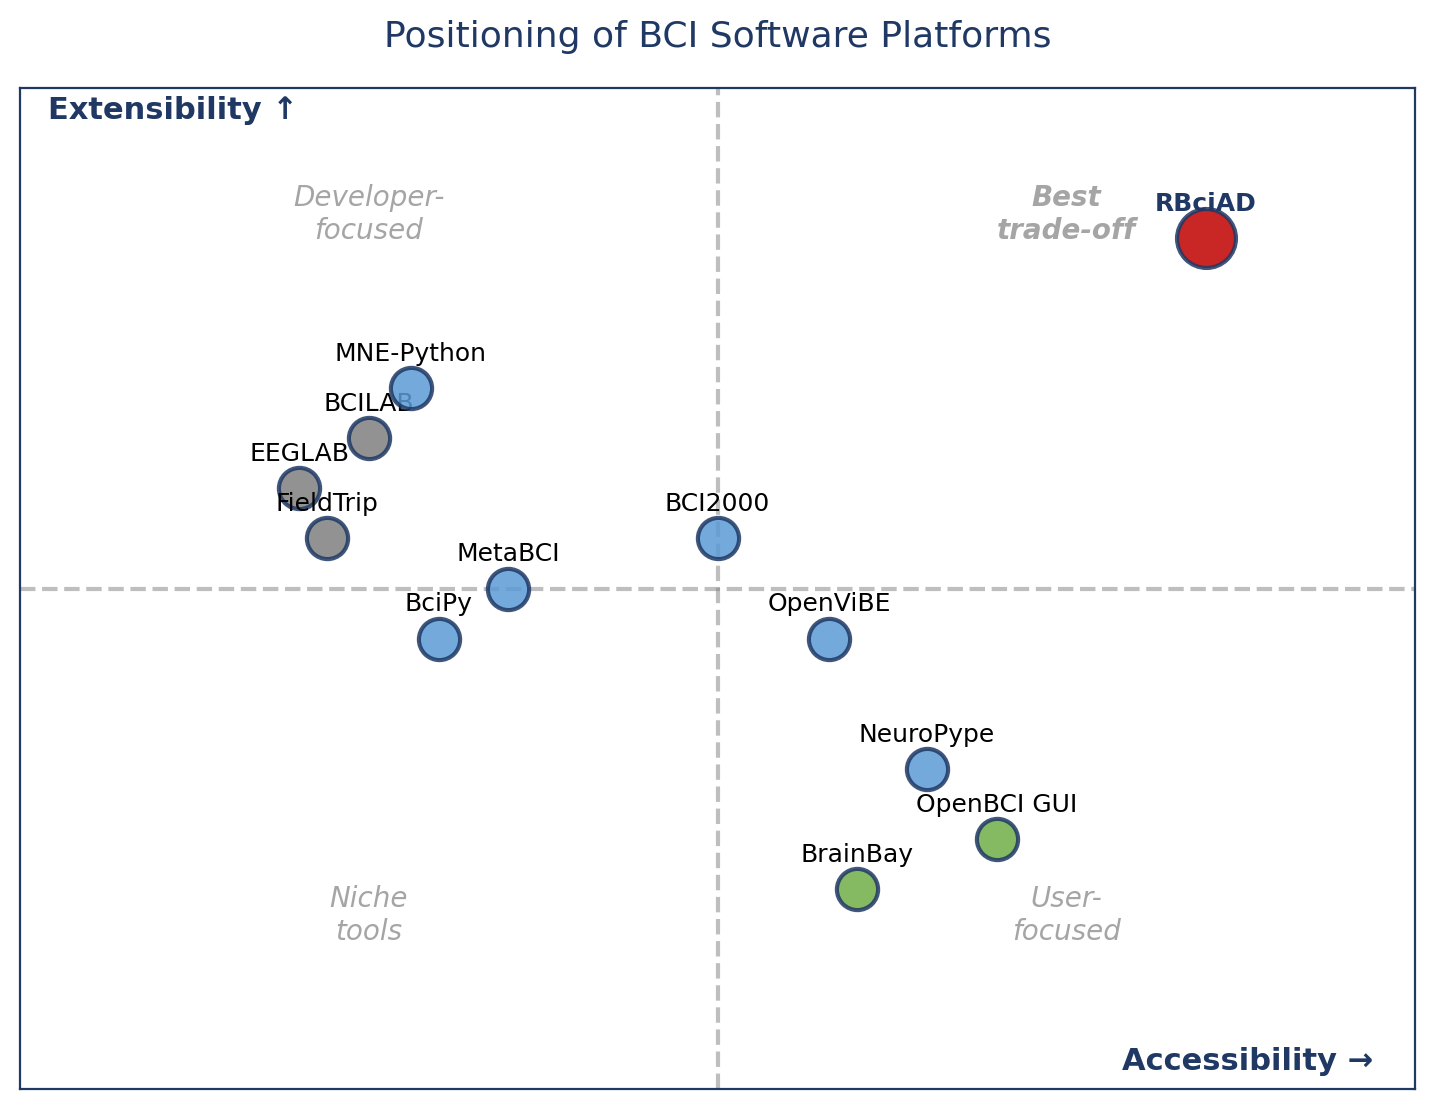 Positioning of BCI Software Platforms
Extensibility ↑
Developer-
focused
Best
trade-off
RBciAD
MNE-Python
BCILAB
EEGLAB
FieldTrip
BCI2000
MetaBCI
BciPy
OpenViBE
NeuroPype
OpenBCI GUI
BrainBay
Niche
tools
User-
focused
Accessibility →